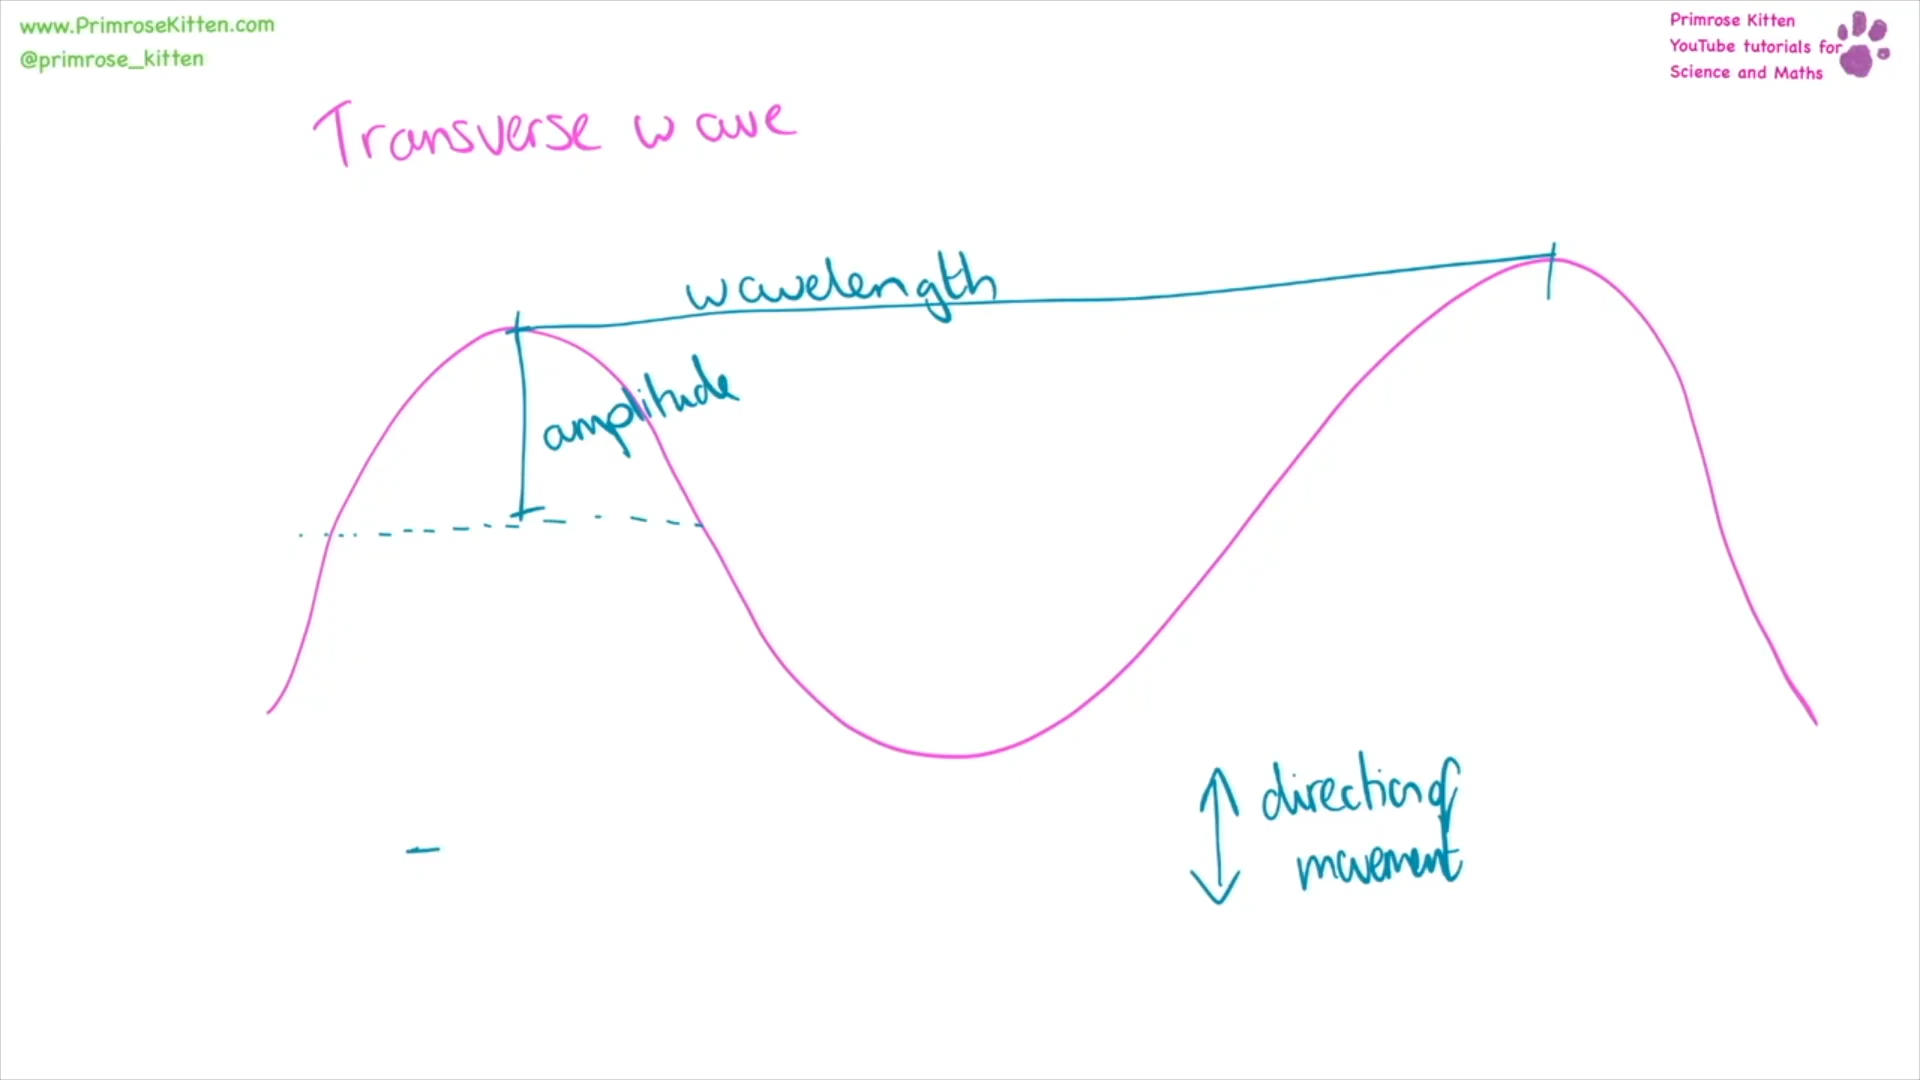 www.PrimroseKitten.com
@primrose_kitten
Primrose Kitten
YouTube tutorials for
Science and Maths
Transverse wave
wavelength
amplitude
direction of
movement